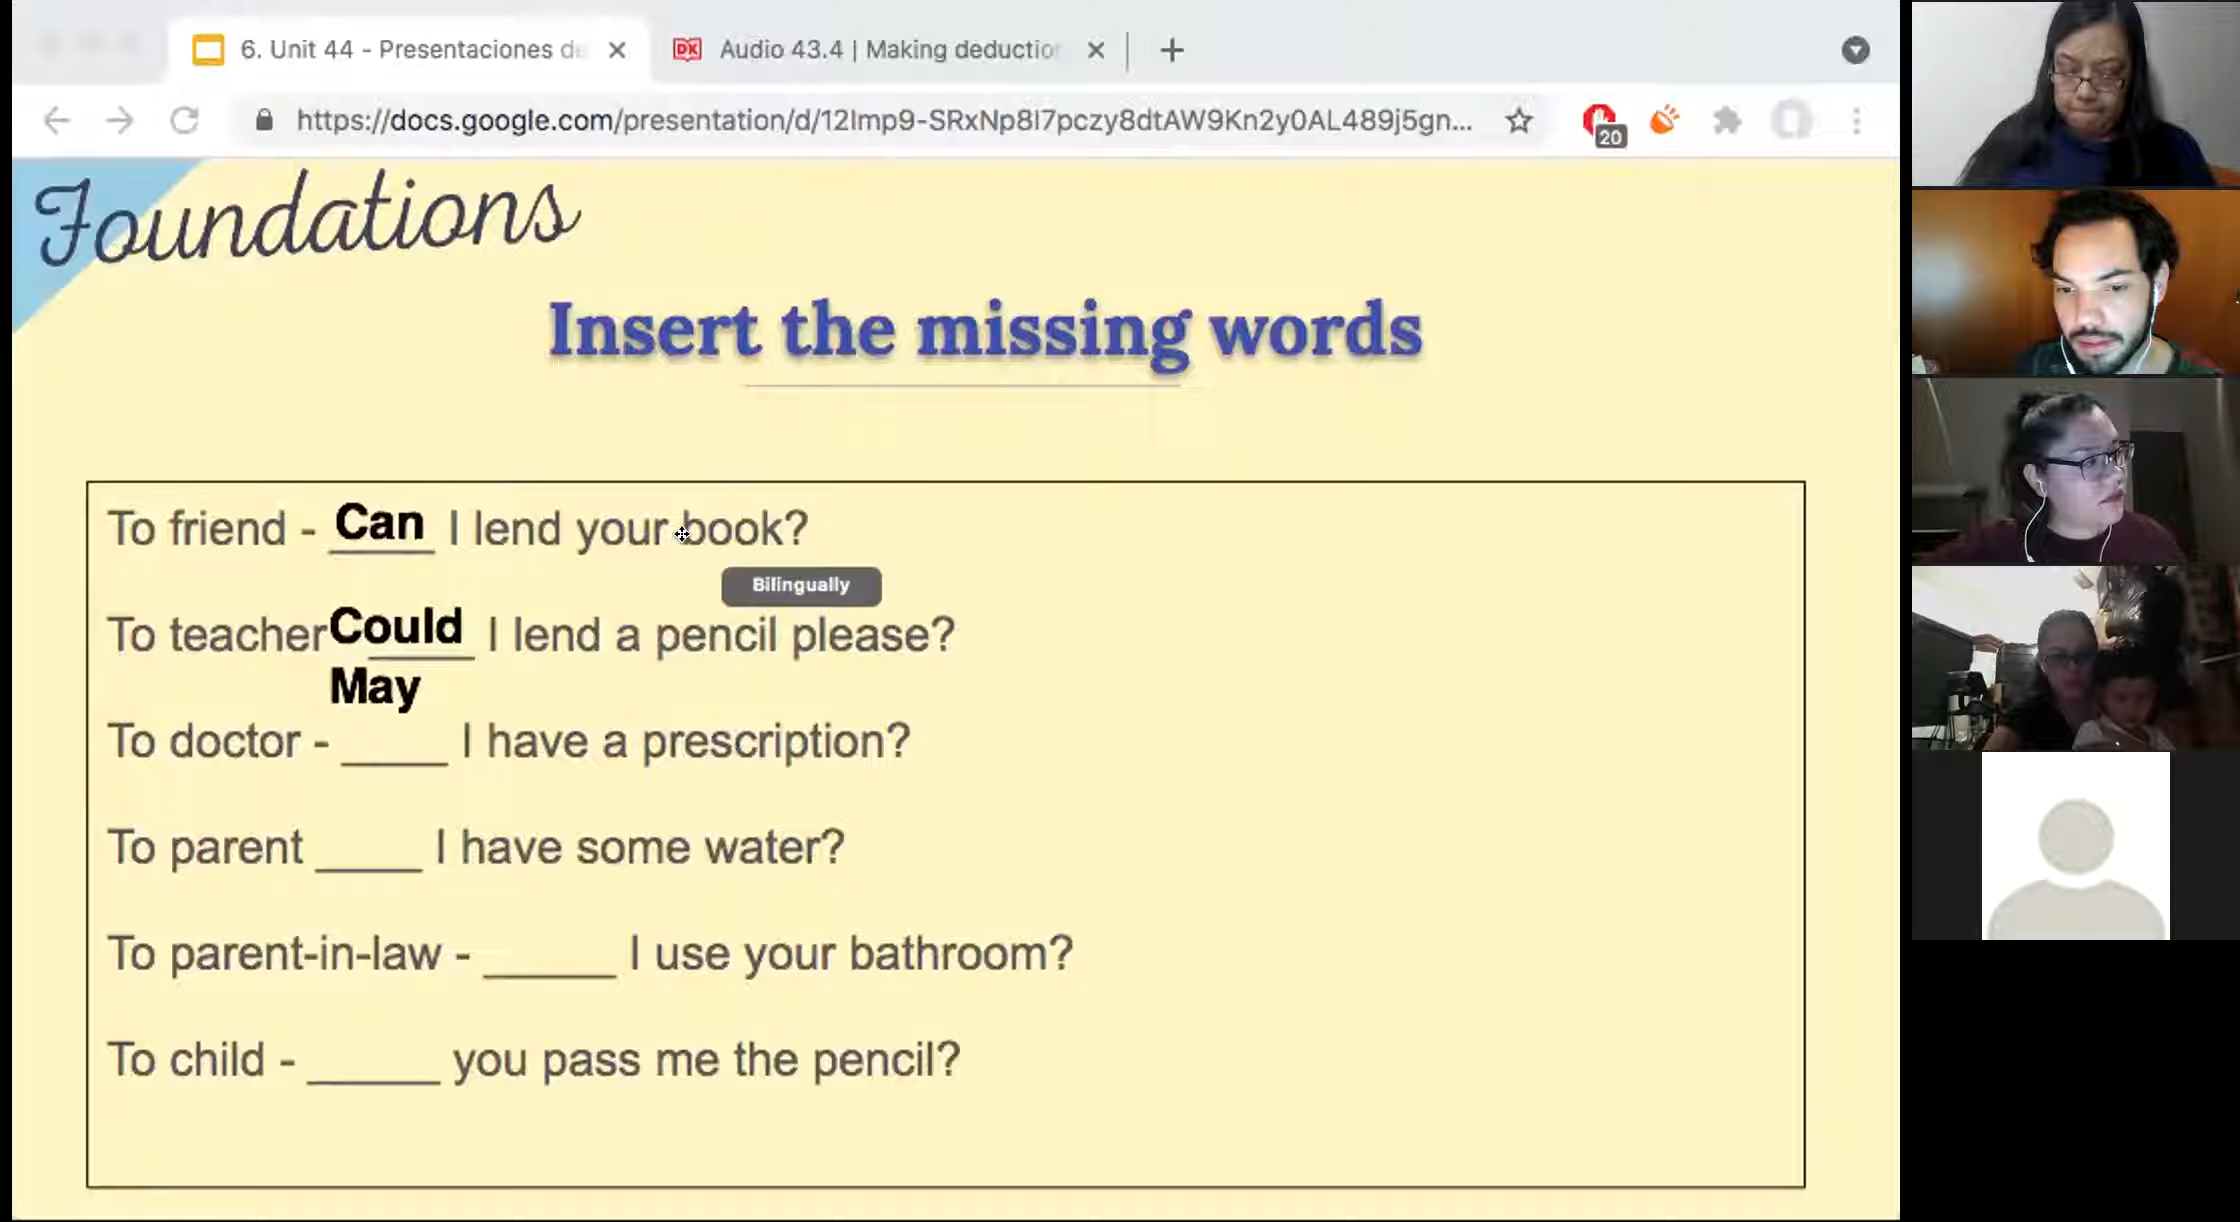 6. Unit 44 - Presentaciones de
Audio 43.4 | Making deduction
https://docs.google.com/presentation/d/12Imp9-SRxNp8I7pczy8dtAW9Kn2y0AL489j5gn...
20
Foundations
Insert the missing words
To friend - Can I lend your book?
Bilingually
To teacher Could I lend a pencil please?
May
To doctor - _____ I have a prescription?
To parent _____ I have some water?
To parent-in-law - ______ I use your bathroom?
To child - ______ you pass me the pencil?